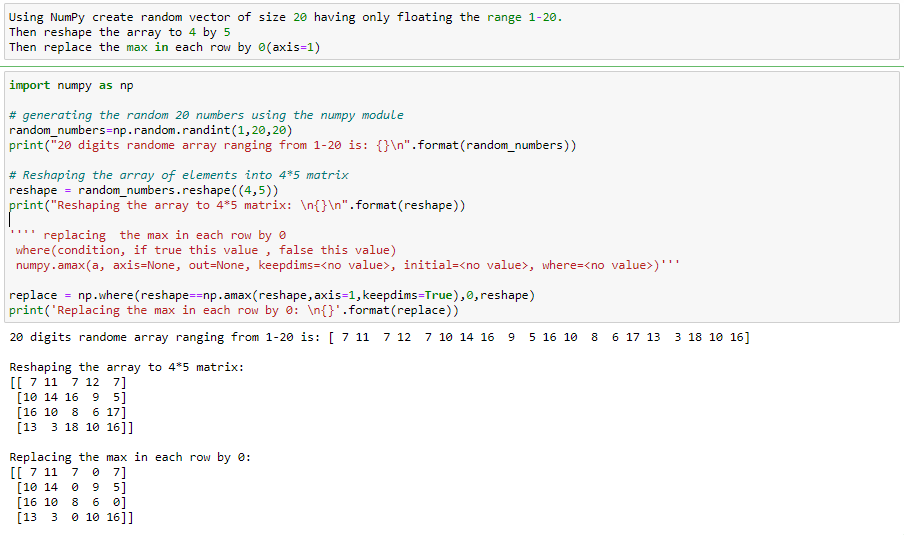 Using NumPy create random vector of size 20 having only floating the range 1-20.
Then reshape the array to 4 by 5
Then replace the max in each row by 0(axis=1)
import numpy as np
# generating the random 20 numbers using the numpy module
random_numbers=np.random.randint(1,20,20)
print("20 digits randome array ranging from 1-20 is: {}\n".format(random_numbers))
# Reshaping the array of elements into 4*5 matrix
reshape = random_numbers.reshape((4,5))
print("Reshaping the array to 4*5 matrix: \n{}\n".format(reshape))
'''' replacing  the max in each row by 0
 where(condition, if true this value , false this value)
 numpy.amax(a, axis=None, out=None, keepdims=<no value>, initial=<no value>, where=<no value>)'''
replace = np.where(reshape==np.amax(reshape,axis=1,keepdims=True),0,reshape)
print('Replacing the max in each row by 0: \n{}'.format(replace))
20 digits randome array ranging from 1-20 is: [ 7 11  7 12  7 10 14 16  9  5 16 10  8  6 17 13  3 18 10 16]
Reshaping the array to 4*5 matrix:
[[ 7 11  7 12  7]
 [10 14 16  9  5]
 [16 10  8  6 17]
 [13  3 18 10 16]]
Replacing the max in each row by 0:
[[ 7 11  7  0  7]
 [10 14  0  9  5]
 [16 10  8  6  0]
 [13  3  0 10 16]]